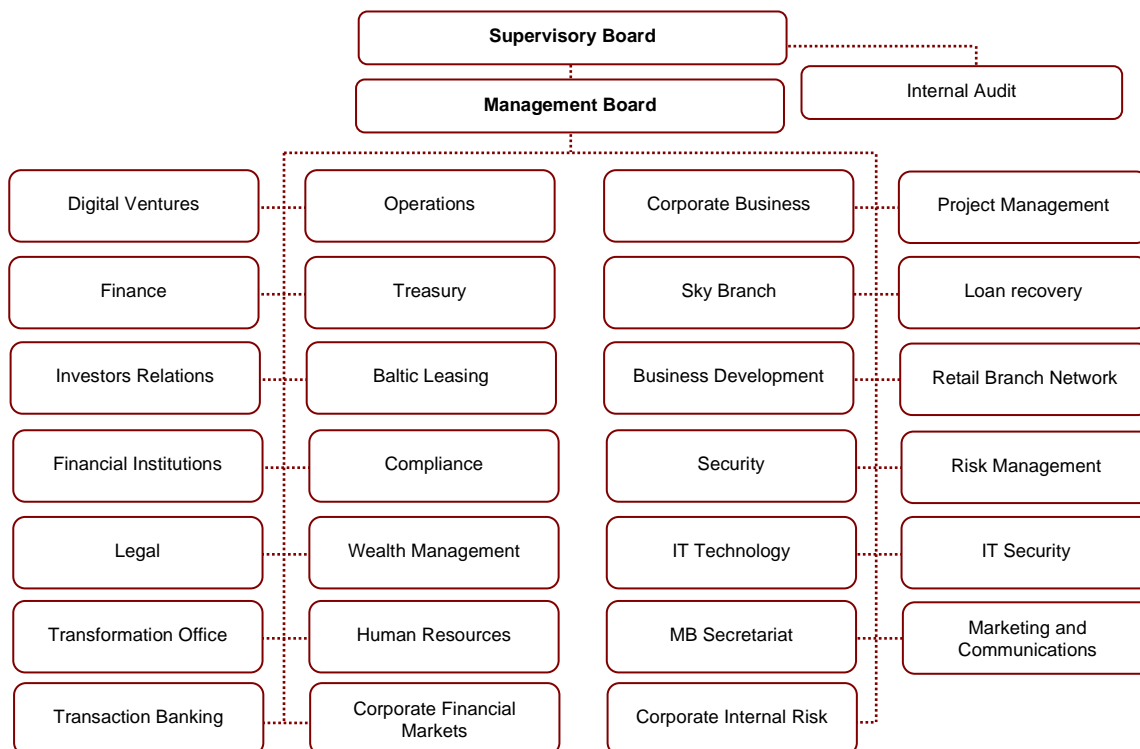 Supervisory Board
Internal Audit
Management Board
Digital Ventures
Operations
Corporate Business
Project Management
Finance
Treasury
Sky Branch
Loan recovery
Investors Relations
Baltic Leasing
Business Development
Retail Branch Network
Financial Institutions
Compliance
Security
Risk Management
Legal
Wealth Management
IT Technology
IT Security
Transformation Office
Human Resources
MB Secretariat
Marketing and
Communications
Transaction Banking
Corporate Financial
Markets
Corporate Internal Risk